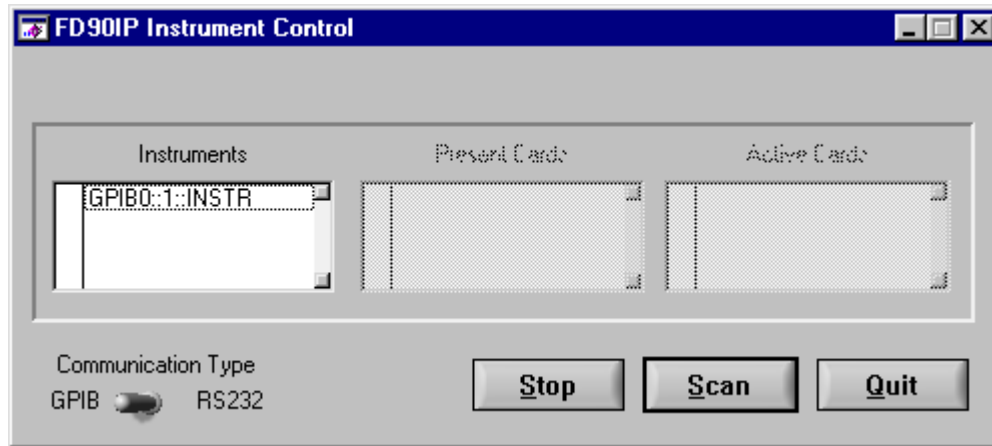 FD90IP Instrument Control
Instruments
Present Cards
Active Cards
GPIB0::1::INSTR
Communication Type
GPIB
RS232
Stop
Scan
Quit